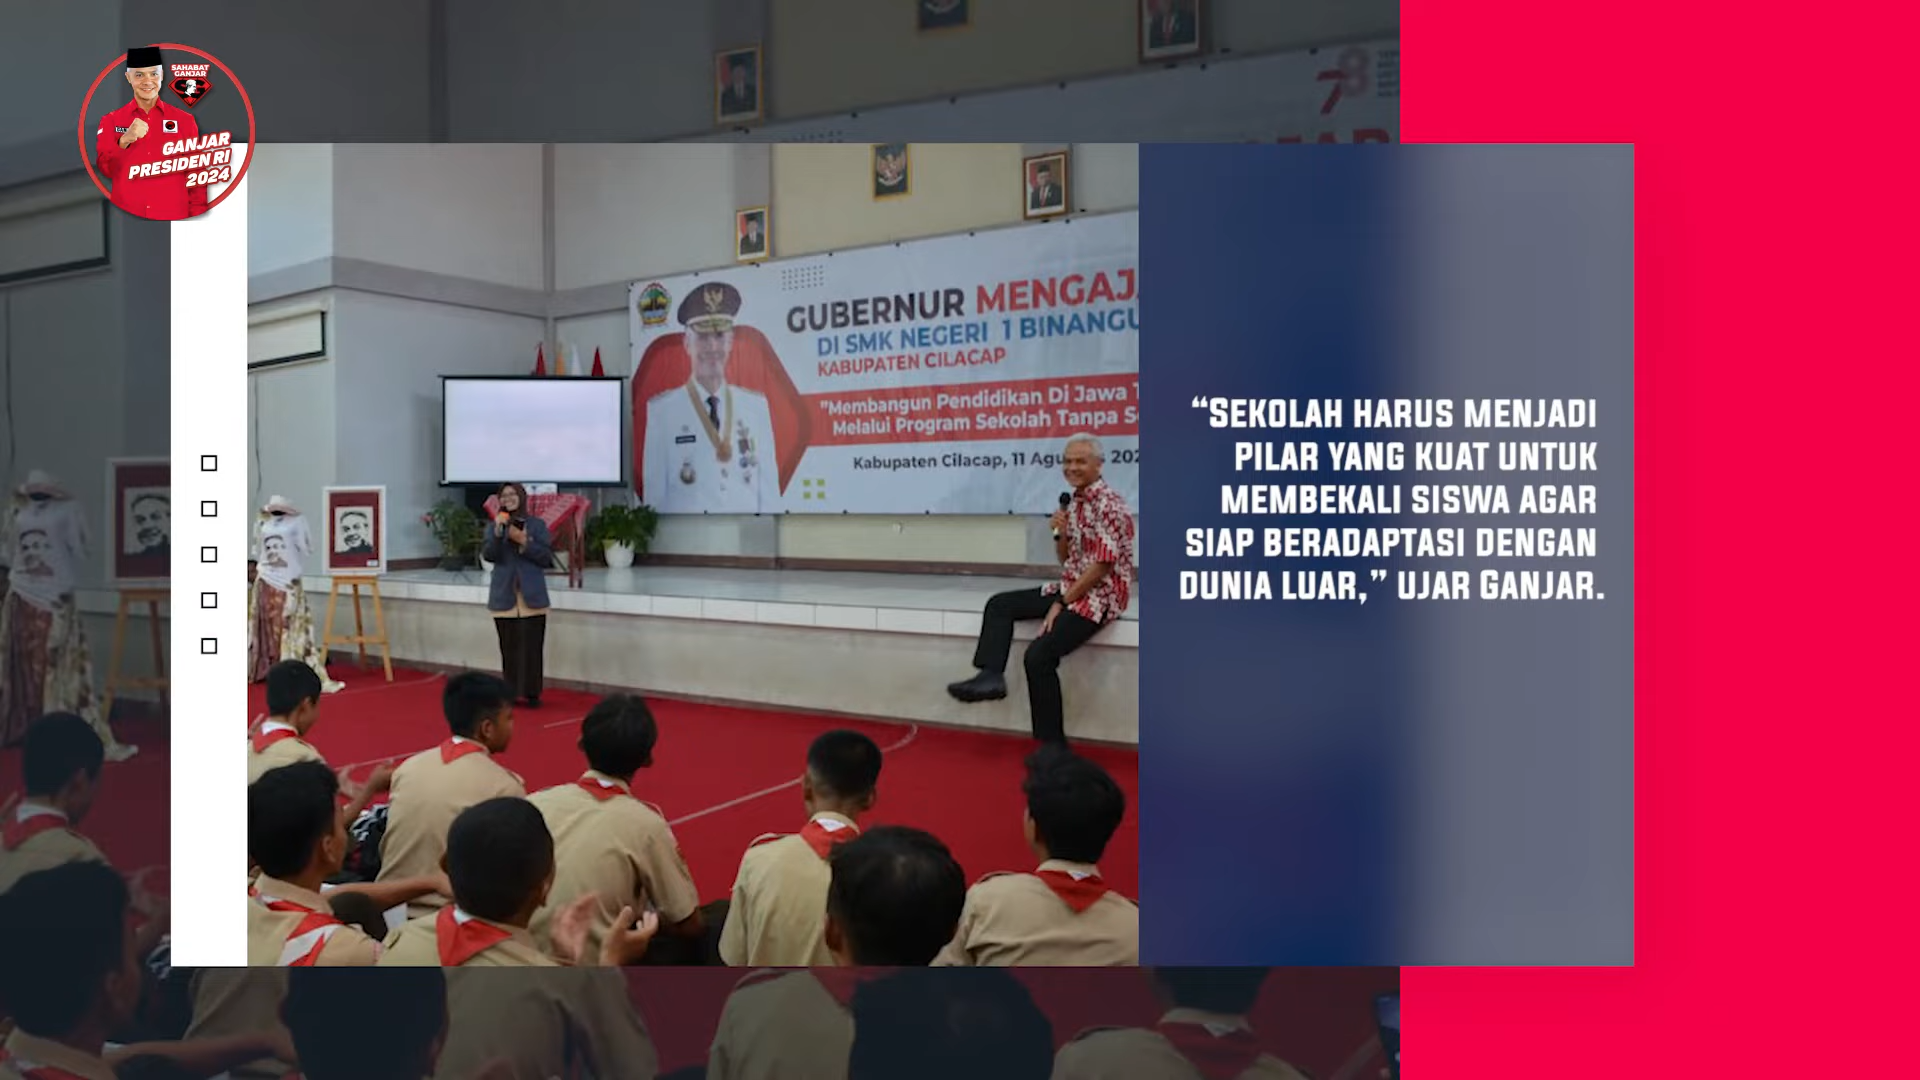 SAHABAT
GANJAR
GANJAR
PRESIDEN RI
2024
78
GUBERNUR MENGAJA
DI SMK NEGERI 1 BINANGU
KABUPATEN CILACAP
"Membangun Pendidikan Di Jawa
Melalui Program Sekolah Tanpa
Kabupaten Cilacap, 11
“SEKOLAH HARUS MENJADI
PILAR YANG KUAT UNTUK
MEMBEKALI SISWA AGAR
SIAP BERADAPTASI DENGAN
DUNIA LUAR,” UJAR GANJAR.